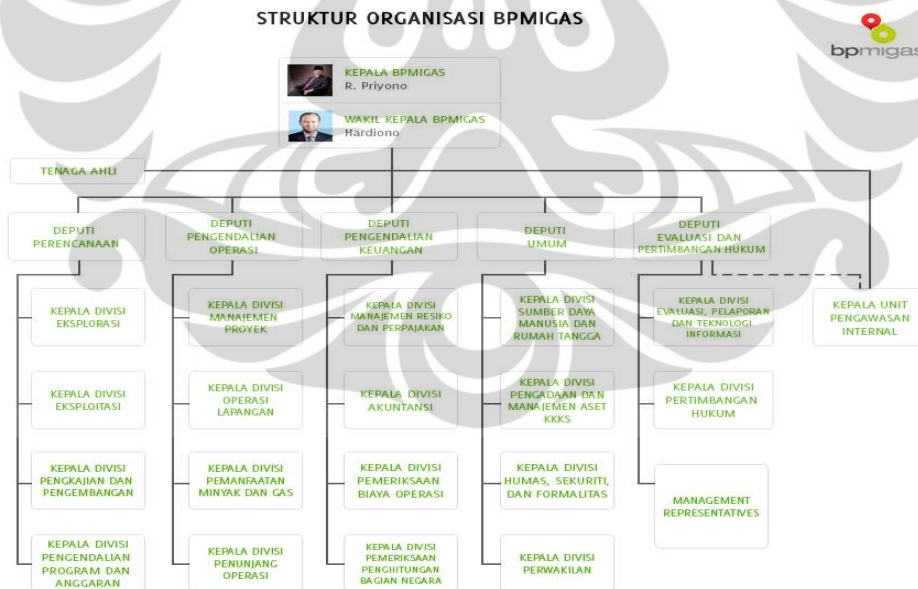 STRUKTUR ORGANISASI BPMIGAS
bpmigas
KEPALA BPMIGAS
R. Priyono
WAKIL KEPALA BPMIGAS
Hardiono
TENAGA AHLI
DEPUTI
PERENCANAAN
DEPUTI
PENGENDALIAN
OPERASI
DEPUTI
PENGENDALIAN
KEUANGAN
DEPUTI
UMUM
DEPUTI
EVALUASI DAN
PERTIMBANGAN HUKUM
KEPALA DIVISI
EKSPLORASI
KEPALA DIVISI
MANAJEMEN
PROYEK
KEPALA DIVISI
MANAJEMEN RESIKO
DAN PERPAJAKAN
KEPALA DIVISI
SUMBER DAYA
MANUSIA DAN
RUMAH TANGGA
KEPALA DIVISI
EVALUASI, PELAPORAN
DAN TEKNOLOGI
INFORMASI
KEPALA UNIT
PENGAWASAN
INTERNAL
KEPALA DIVISI
EKSPLOITASI
KEPALA DIVISI
OPERASI
LAPANGAN
KEPALA DIVISI
AKUNTANSI
KEPALA DIVISI
PENGADAAN DAN
MANAJEMEN ASET
KKKS
KEPALA DIVISI
PERTIMBANGAN
HUKUM
KEPALA DIVISI
PENGKAJIAN DAN
PENGEMBANGAN
KEPALA DIVISI
PEMANFAATAN
MINYAK DAN GAS
KEPALA DIVISI
PEMERIKSAAN
BIAYA OPERASI
KEPALA DIVISI
HUMAS, SEKURITI,
DAN FORMALITAS
MANAGEMENT
REPRESENTATIVES
KEPALA DIVISI
PENGENDALIAN
PROGRAM DAN
ANGGARAN
KEPALA DIVISI
PENUNJANG
OPERASI
KEPALA DIVISI
PEMERIKSAAN
PENGHITUNGAN
BAGIAN NEGARA
KEPALA DIVISI
PERWAKILAN